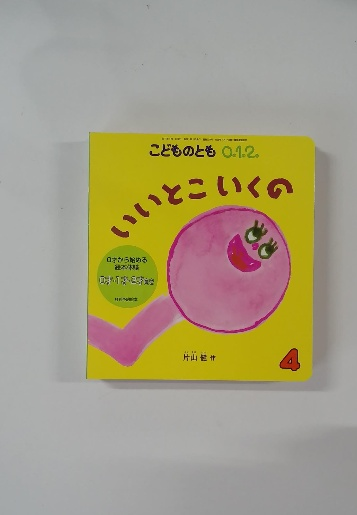 こどものとも 0.1.2.
いいとこいくの
0才から始める
絵本体験
片山健 作
4